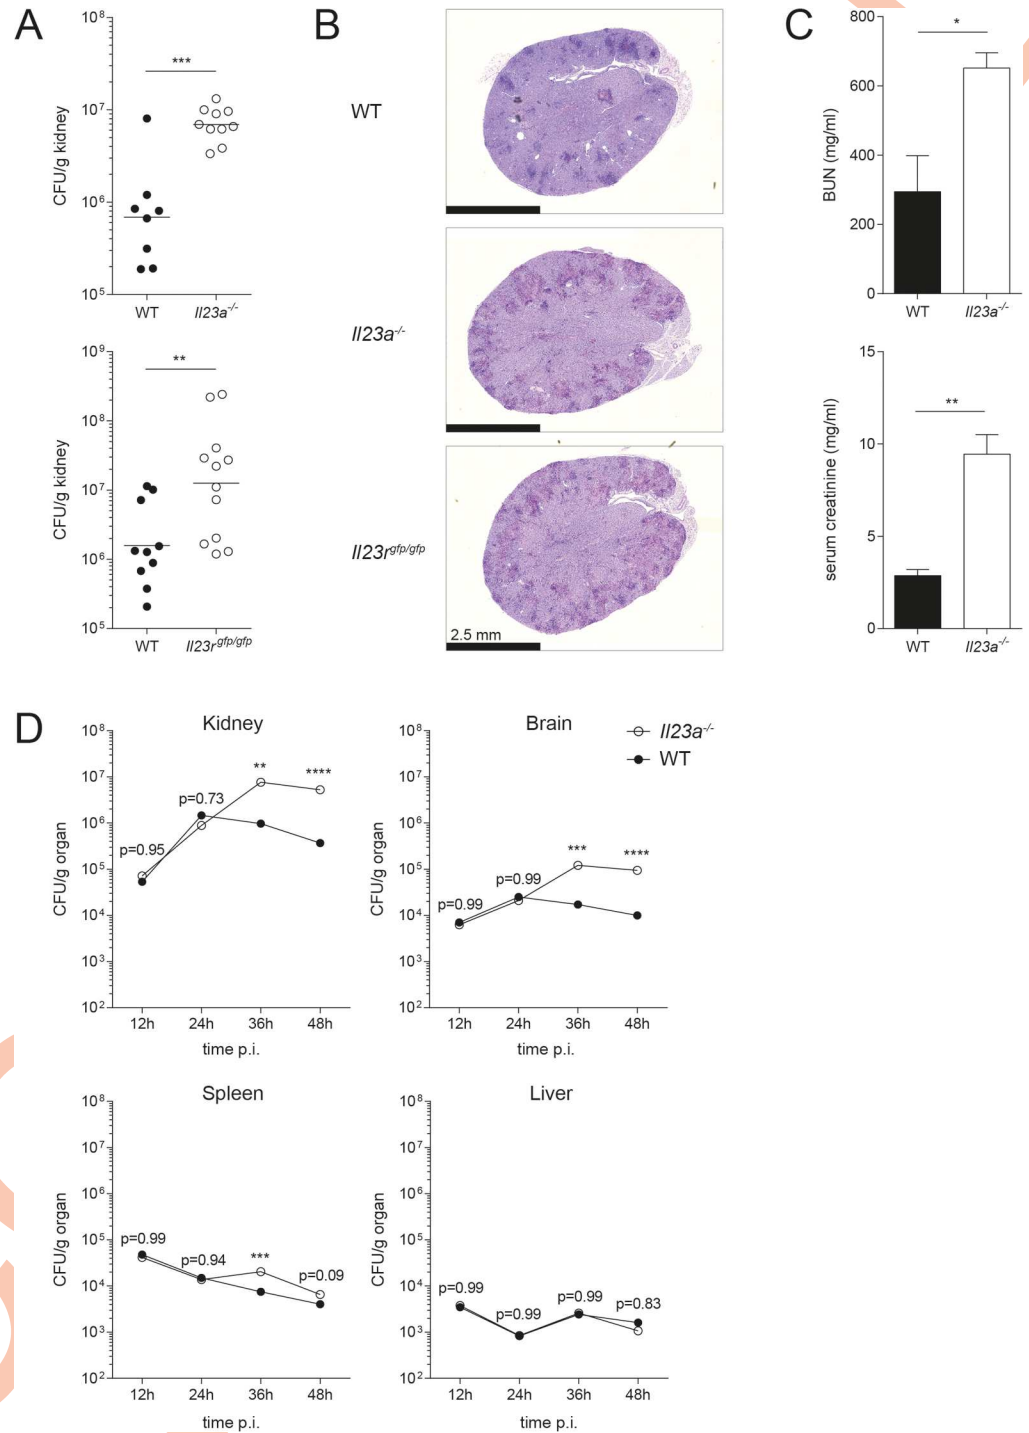 A
10⁸
10⁷
10⁶
10⁵
CFU/g kidney
***
WT
Il23a⁻/⁻
10⁹
10⁸
10⁷
10⁶
10⁵
CFU/g kidney
**
WT
Il23rᵍᶠᵖ/ᵍᶠᵖ
B
WT
Il23a⁻/⁻
Il23rᵍᶠᵖ/ᵍᶠᵖ
2.5 mm
C
800
600
400
200
0
BUN (mg/ml)
*
WT
Il23a⁻/⁻
15
10
5
0
serum creatinine (mg/ml)
**
WT
Il23a⁻/⁻
D
Kidney
10⁸
10⁷
10⁶
10⁵
10⁴
10³
10²
CFU/g organ
p=0.95
p=0.73
**
****
12h 24h 36h 48h
time p.i.
Brain
Il23a⁻/⁻
WT
10⁸
10⁷
10⁶
10⁵
10⁴
10³
10²
CFU/g organ
p=0.99
p=0.99
***
****
12h 24h 36h 48h
time p.i.
Spleen
10⁸
10⁷
10⁶
10⁵
10⁴
10³
10²
CFU/g organ
p=0.99
p=0.94
***
p=0.09
12h 24h 36h 48h
time p.i.
Liver
10⁸
10⁷
10⁶
10⁵
10⁴
10³
10²
CFU/g organ
p=0.99
p=0.99
p=0.99
p=0.83
12h 24h 36h 48h
time p.i.